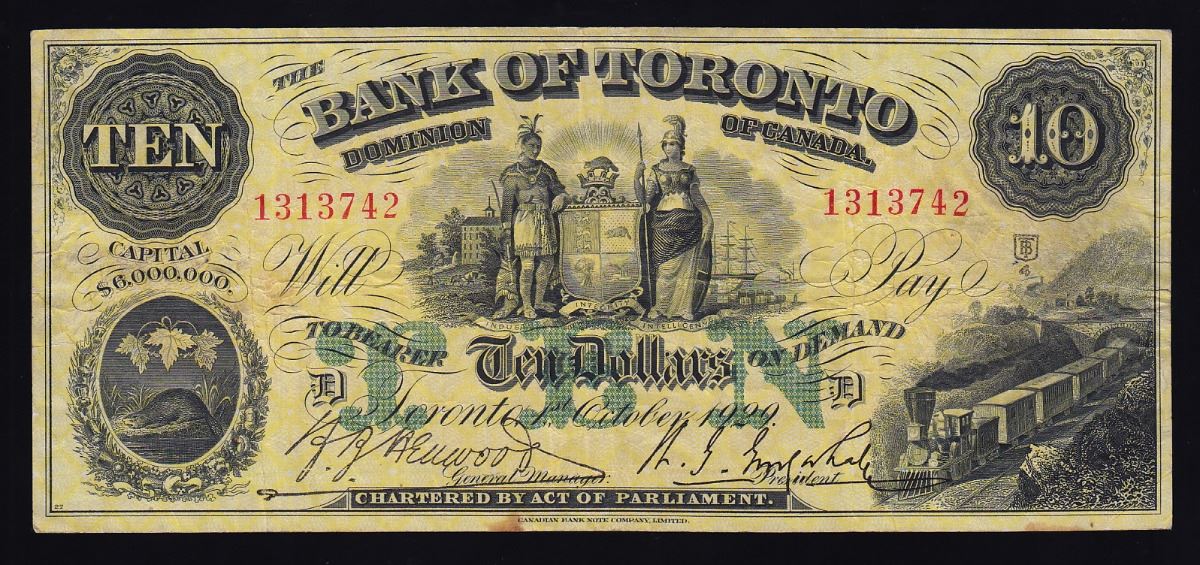 THE
BANK OF TORONTO
DOMINION OF CANADA.
TEN
10
1313742
1313742
CAPITAL
$6,000,000.
Will Pay
INTEGRITY
TEN
TO BEARER Ten Dollars ON DEMAND
D D
Toronto, 1st October, 1929.
General Manager.
President
CHARTERED BY ACT OF PARLIAMENT.
CANADIAN BANK NOTE COMPANY, LIMITED.